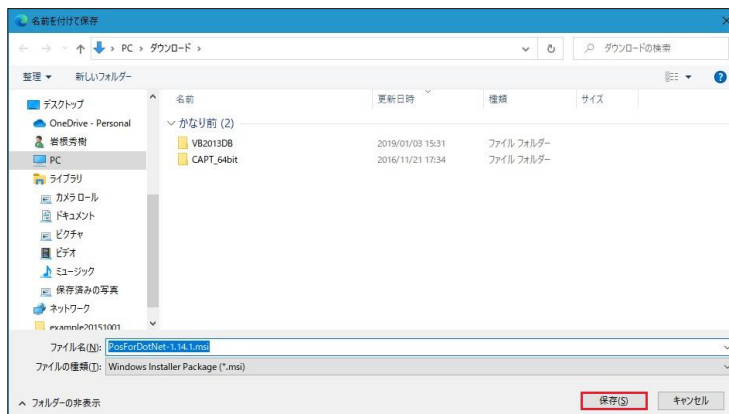 名前を付けて保存
PC › ダウンロード ›
ダウンロードの検索
整理 新しいフォルダー
名前 更新日時 種類 サイズ
かなり前 (2)
VB2013DB 2019/01/03 15:31 ファイル フォルダー
CAPT_64bit 2016/11/21 17:34 ファイル フォルダー
デスクトップ
OneDrive - Personal
岩根秀樹
PC
ライブラリ
カメラ ロール
ドキュメント
ピクチャ
ビデオ
ミュージック
保存済みの写真
ネットワーク
example20151001
ファイル名(N): PosForDotNet-1.14.1.msi
ファイルの種類(T): Windows Installer Package (*.msi)
フォルダーの非表示
保存(S) キャンセル